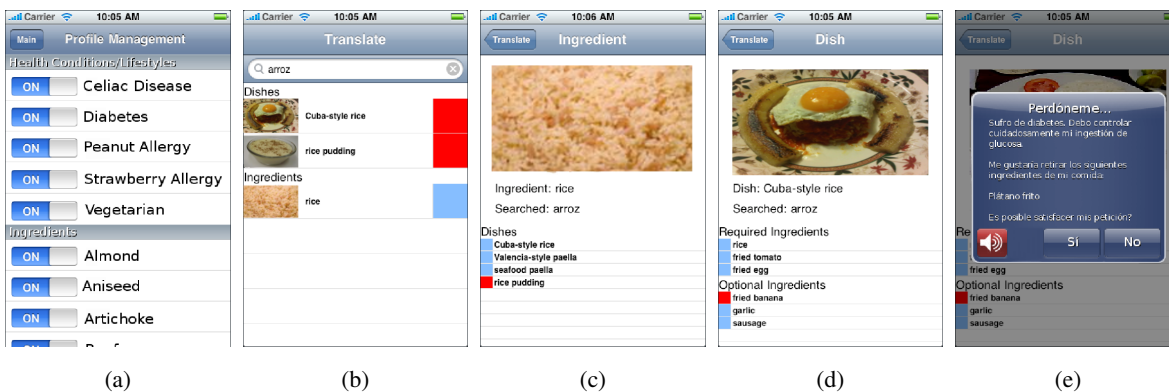 Carrier 10:05 AM
Main Profile Management
Health Conditions/Lifestyles
ON Celiac Disease
ON Diabetes
ON Peanut Allergy
ON Strawberry Allergy
ON Vegetarian
Ingredients
ON Almond
ON Aniseed
ON Artichoke
(a)
Carrier 10:05 AM
Translate
arroz
Dishes
Cuba-style rice
rice pudding
Ingredients
rice
(b)
Carrier 10:06 AM
Translate Ingredient
Ingredient: rice
Searched: arroz
Dishes
Cuba-style rice
Valencia-style paella
seafood paella
rice pudding
(c)
Carrier 10:05 AM
Translate Dish
Dish: Cuba-style rice
Searched: arroz
Required Ingredients
rice
fried tomato
fried egg
Optional Ingredients
fried banana
garlic
sausage
(d)
Carrier 10:05 AM
Translate Dish
Perdóneme...
Sufro de diabetes. Debo controlar
cuidadosamente mi ingestión de
glucosa.
Me gustaría retirar los siguientes
ingredientes de mi comida:
Plátano frito
Es posible satisfacer mis petición?
Sí No
Re
fried egg
Optional Ingredients
fried banana
garlic
sausage
(e)